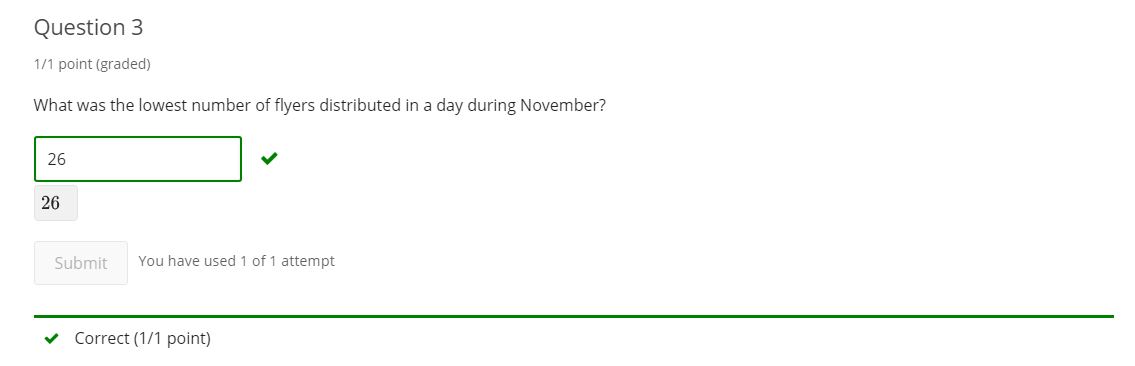 Question 3
1/1 point (graded)
What was the lowest number of flyers distributed in a day during November?
26
26
Submit You have used 1 of 1 attempt
Correct (1/1 point)